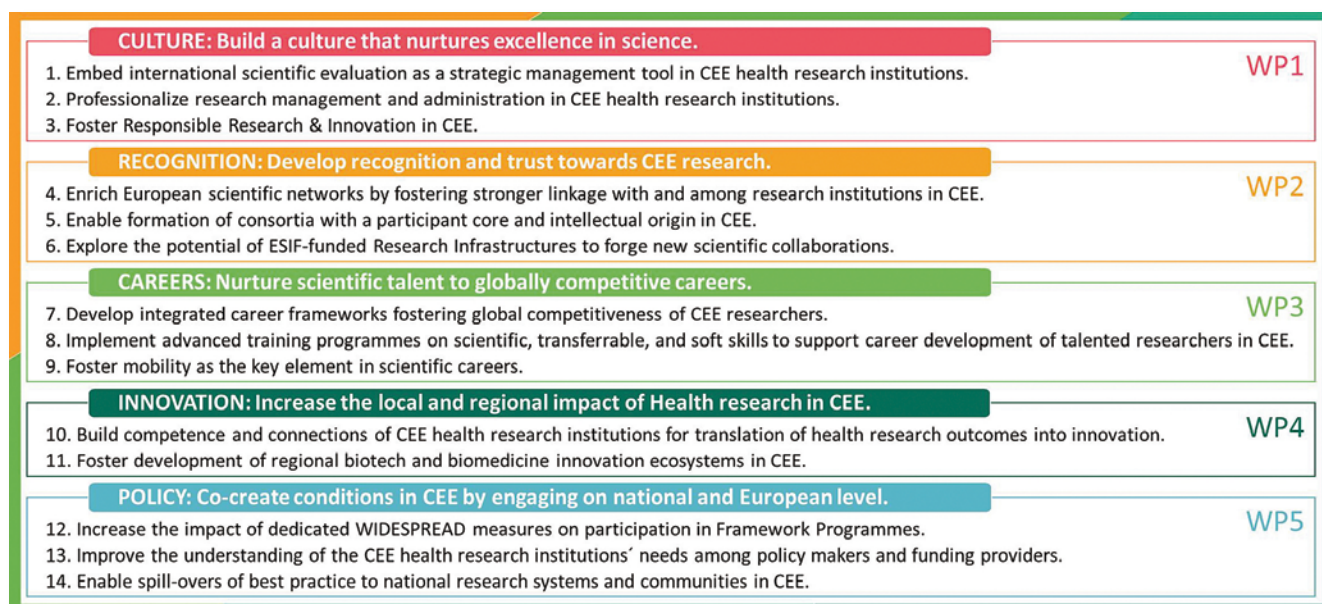 CULTURE: Build a culture that nurtures excellence in science.
WP1
1. Embed international scientific evaluation as a strategic management tool in CEE health research institutions.
2. Professionalize research management and administration in CEE health research institutions.
3. Foster Responsible Research & Innovation in CEE.
RECOGNITION: Develop recognition and trust towards CEE research.
WP2
4. Enrich European scientific networks by fostering stronger linkage with and among research institutions in CEE.
5. Enable formation of consortia with a participant core and intellectual origin in CEE.
6. Explore the potential of ESIF-funded Research Infrastructures to forge new scientific collaborations.
CAREERS: Nurture scientific talent to globally competitive careers.
WP3
7. Develop integrated career frameworks fostering global competitiveness of CEE researchers.
8. Implement advanced training programmes on scientific, transferrable, and soft skills to support career development of talented researchers in CEE.
9. Foster mobility as the key element in scientific careers.
INNOVATION: Increase the local and regional impact of Health research in CEE.
WP4
10. Build competence and connections of CEE health research institutions for translation of health research outcomes into innovation.
11. Foster development of regional biotech and biomedicine innovation ecosystems in CEE.
POLICY: Co-create conditions in CEE by engaging on national and European level.
WP5
12. Increase the impact of dedicated WIDESPREAD measures on participation in Framework Programmes.
13. Improve the understanding of the CEE health research institutions´ needs among policy makers and funding providers.
14. Enable spill-overs of best practice to national research systems and communities in CEE.